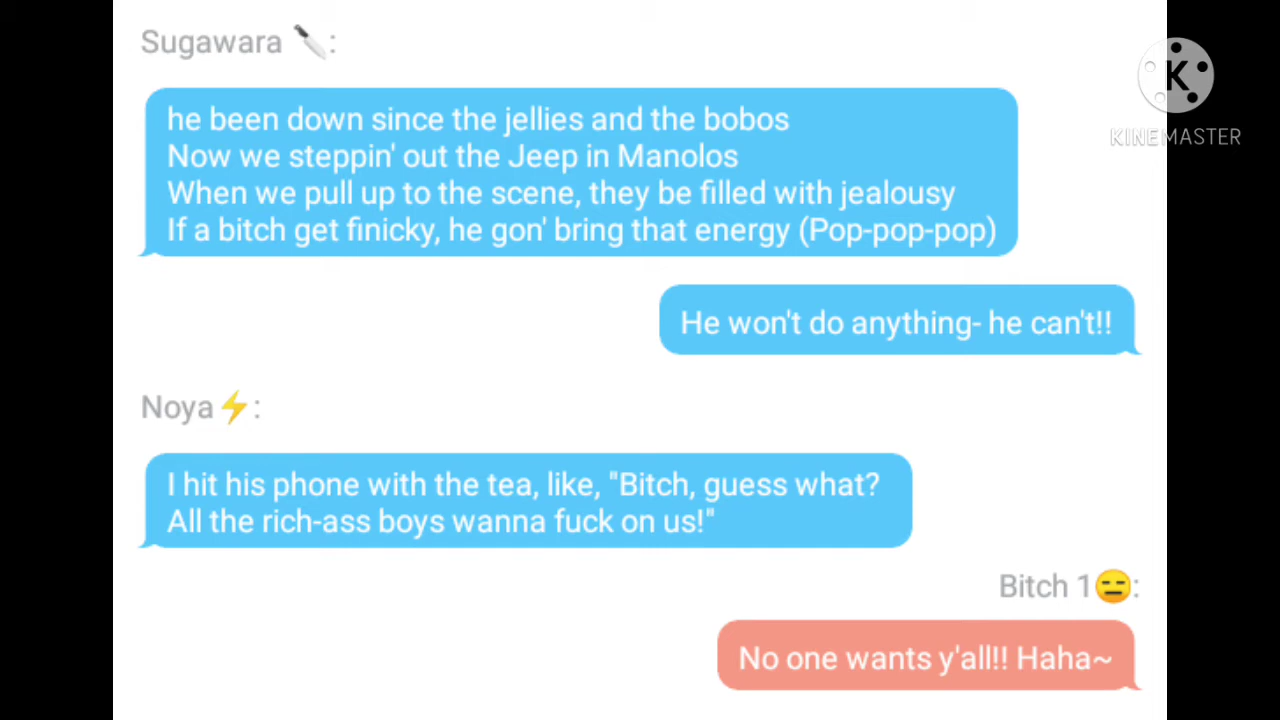 Sugawara 🔪:
he been down since the jellies and the bobos
Now we steppin' out the Jeep in Manolos
When we pull up to the scene, they be filled with jealousy
If a bitch get finicky, he gon' bring that energy (Pop-pop-pop)
He won't do anything- he can't!!
Noya⚡:
I hit his phone with the tea, like, "Bitch, guess what?
All the rich-ass boys wanna fuck on us!"
Bitch 1😑:
No one wants y'all!! Haha~
K
KINEMASTER